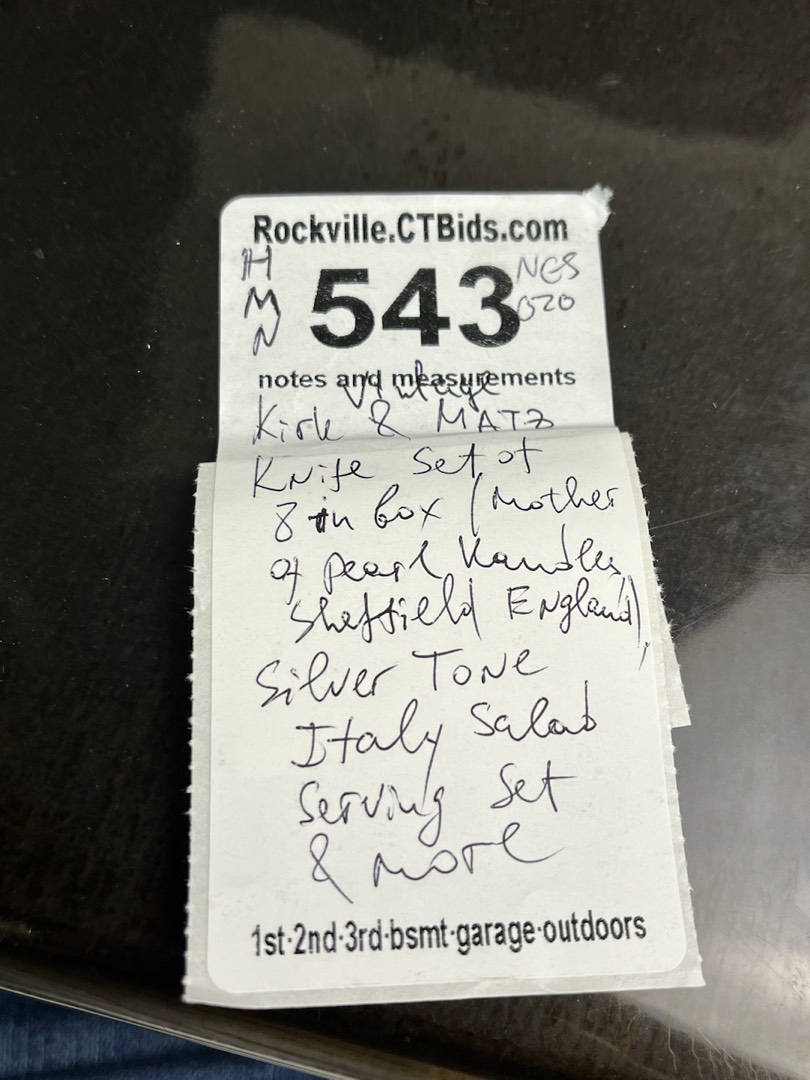 Rockville.CTBids.com
H
M
N
543
NGS
020
notes and measurements
Vintage
Kirk & MATZ
Knife set of
8 in box (Mother
of pearl Handles
Sheffield England),
Silver Tone
Italy Salad
Serving Set
& more
1st·2nd·3rd·bsmt·garage·outdoors